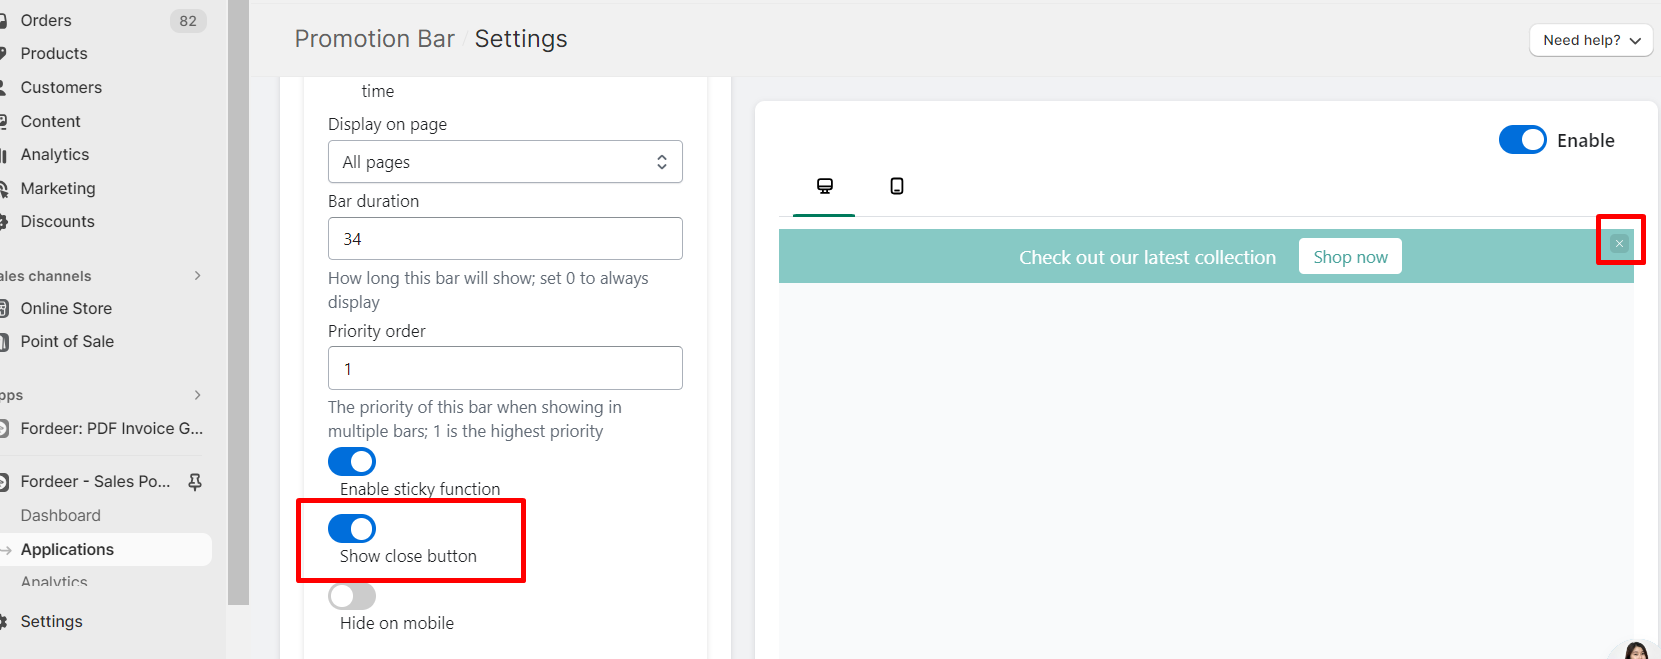 Orders 82
Products
Customers
Content
Analytics
Marketing
Discounts
ales channels
Online Store
Point of Sale
pps
Fordeer: PDF Invoice G...
Fordeer - Sales Po...
Dashboard
Applications
Analytics
Settings
Promotion Bar / Settings
Need help?
time
Display on page
All pages
Bar duration
34
How long this bar will show; set 0 to always
display
Priority order
1
The priority of this bar when showing in
multiple bars; 1 is the highest priority
Enable sticky function
Show close button
Hide on mobile
Enable
Check out our latest collection Shop now